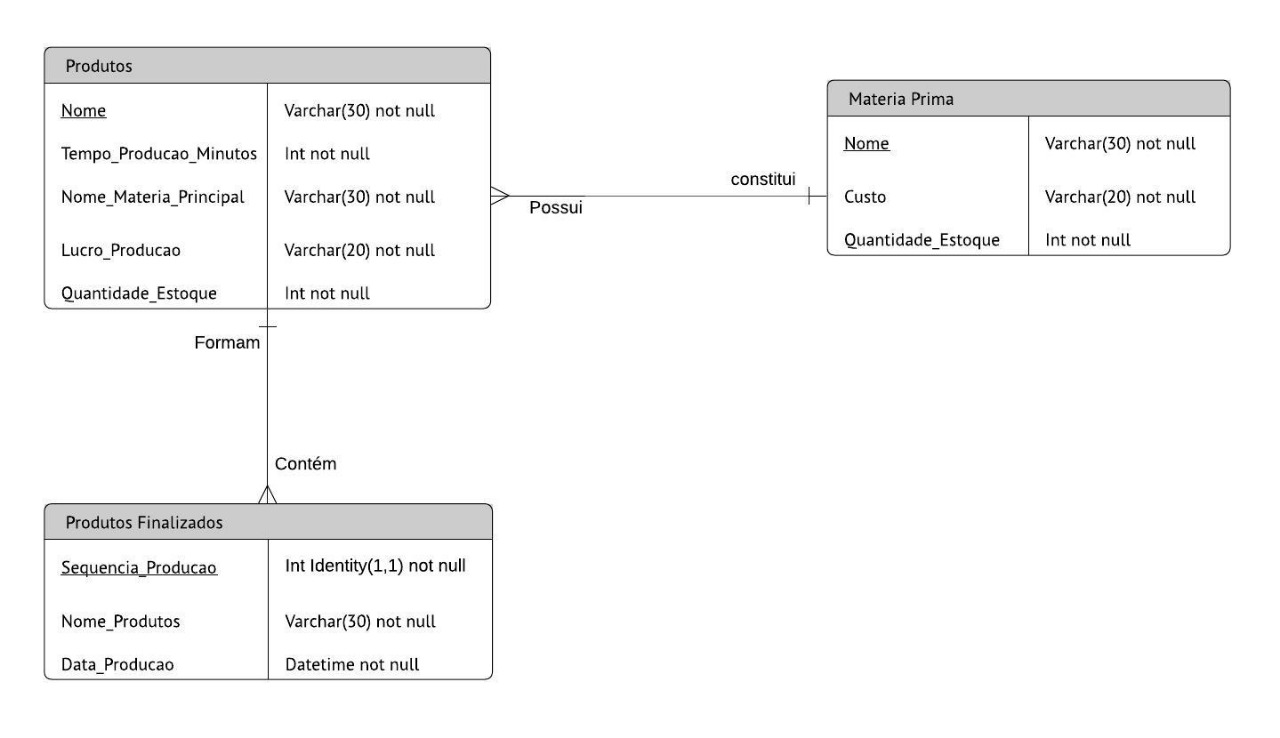 Produtos
Nome Varchar(30) not null
Tempo_Producao_Minutos Int not null
Nome_Materia_Principal Varchar(30) not null
Lucro_Producao Varchar(20) not null
Quantidade_Estoque Int not null
constitui
Possui
Materia Prima
Nome Varchar(30) not null
Custo Varchar(20) not null
Quantidade_Estoque Int not null
Formam
Contém
Produtos Finalizados
Sequencia_Producao Int Identity(1,1) not null
Nome_Produtos Varchar(30) not null
Data_Producao Datetime not null